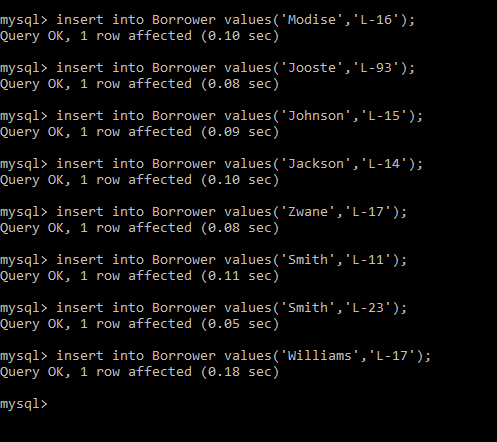 mysql> insert into Borrower values('Modise','L-16');
Query OK, 1 row affected (0.10 sec)
mysql> insert into Borrower values('Jooste','L-93');
Query OK, 1 row affected (0.08 sec)
mysql> insert into Borrower values('Johnson','L-15');
Query OK, 1 row affected (0.09 sec)
mysql> insert into Borrower values('Jackson','L-14');
Query OK, 1 row affected (0.10 sec)
mysql> insert into Borrower values('Zwane','L-17');
Query OK, 1 row affected (0.08 sec)
mysql> insert into Borrower values('Smith','L-11');
Query OK, 1 row affected (0.11 sec)
mysql> insert into Borrower values('Smith','L-23');
Query OK, 1 row affected (0.05 sec)
mysql> insert into Borrower values('Williams','L-17');
Query OK, 1 row affected (0.18 sec)
mysql>